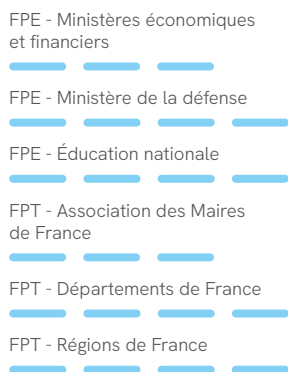 FPE - Ministères économiques
et financiers
FPE - Ministère de la défense
FPE - Éducation nationale
FPT - Association des Maires
de France
FPT - Départements de France
FPT - Régions de France